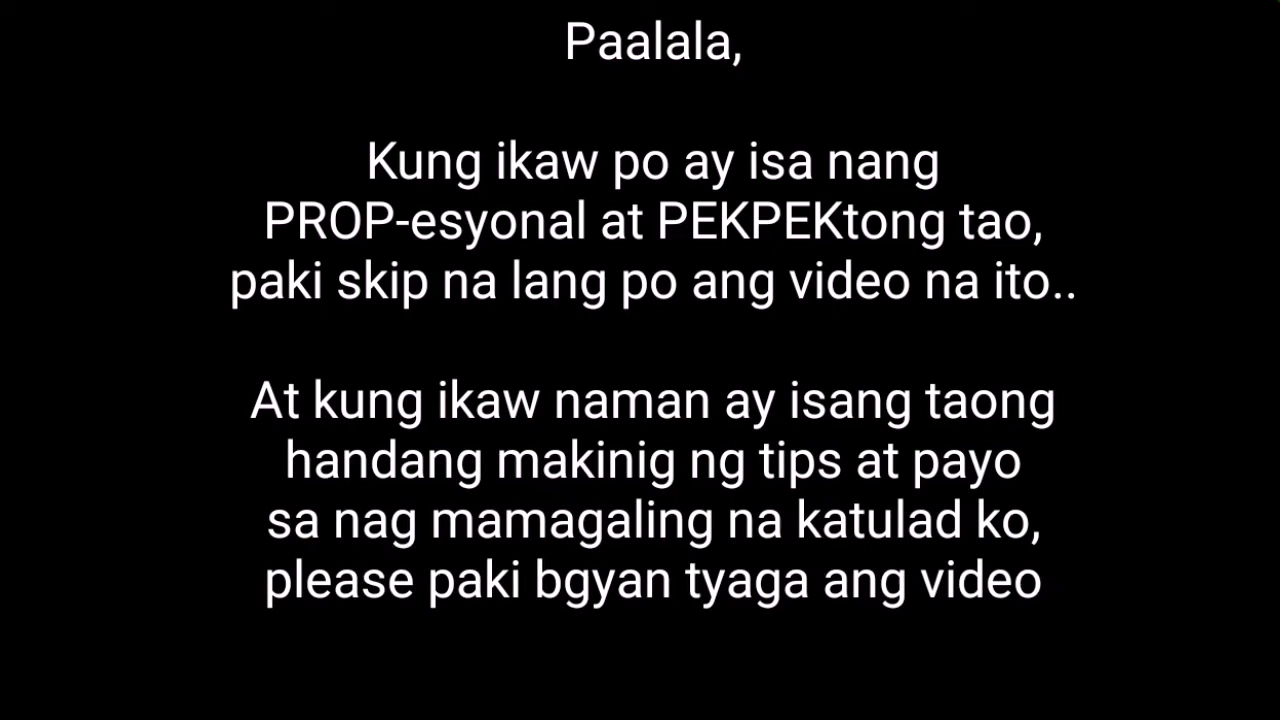 Paalala,
Kung ikaw po ay isa nang
PROP-esyonal at PEKPEKtong tao,
paki skip na lang po ang video na ito..
At kung ikaw naman ay isang taong
handang makinig ng tips at payo
sa nag mamagaling na katulad ko,
please paki bgyan tyaga ang video